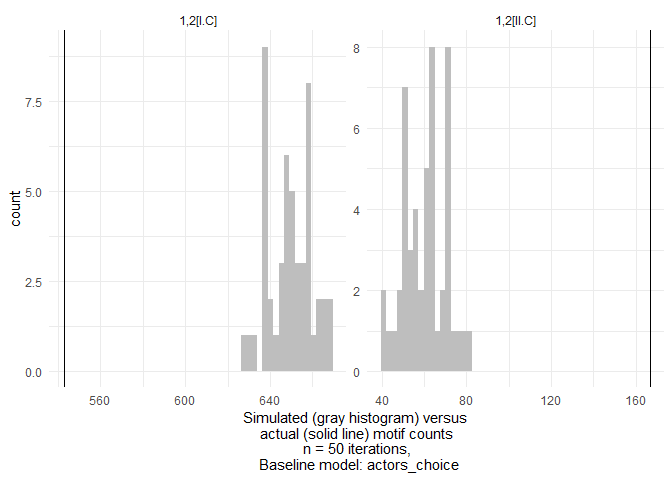 1,2[I.C]
1,2[II.C]
count
7.5
5.0
2.5
0.0
8
6
4
2
0
560
600
640
40
80
120
160
Simulated (gray histogram) versus
actual (solid line) motif counts
n = 50 iterations,
Baseline model: actors_choice